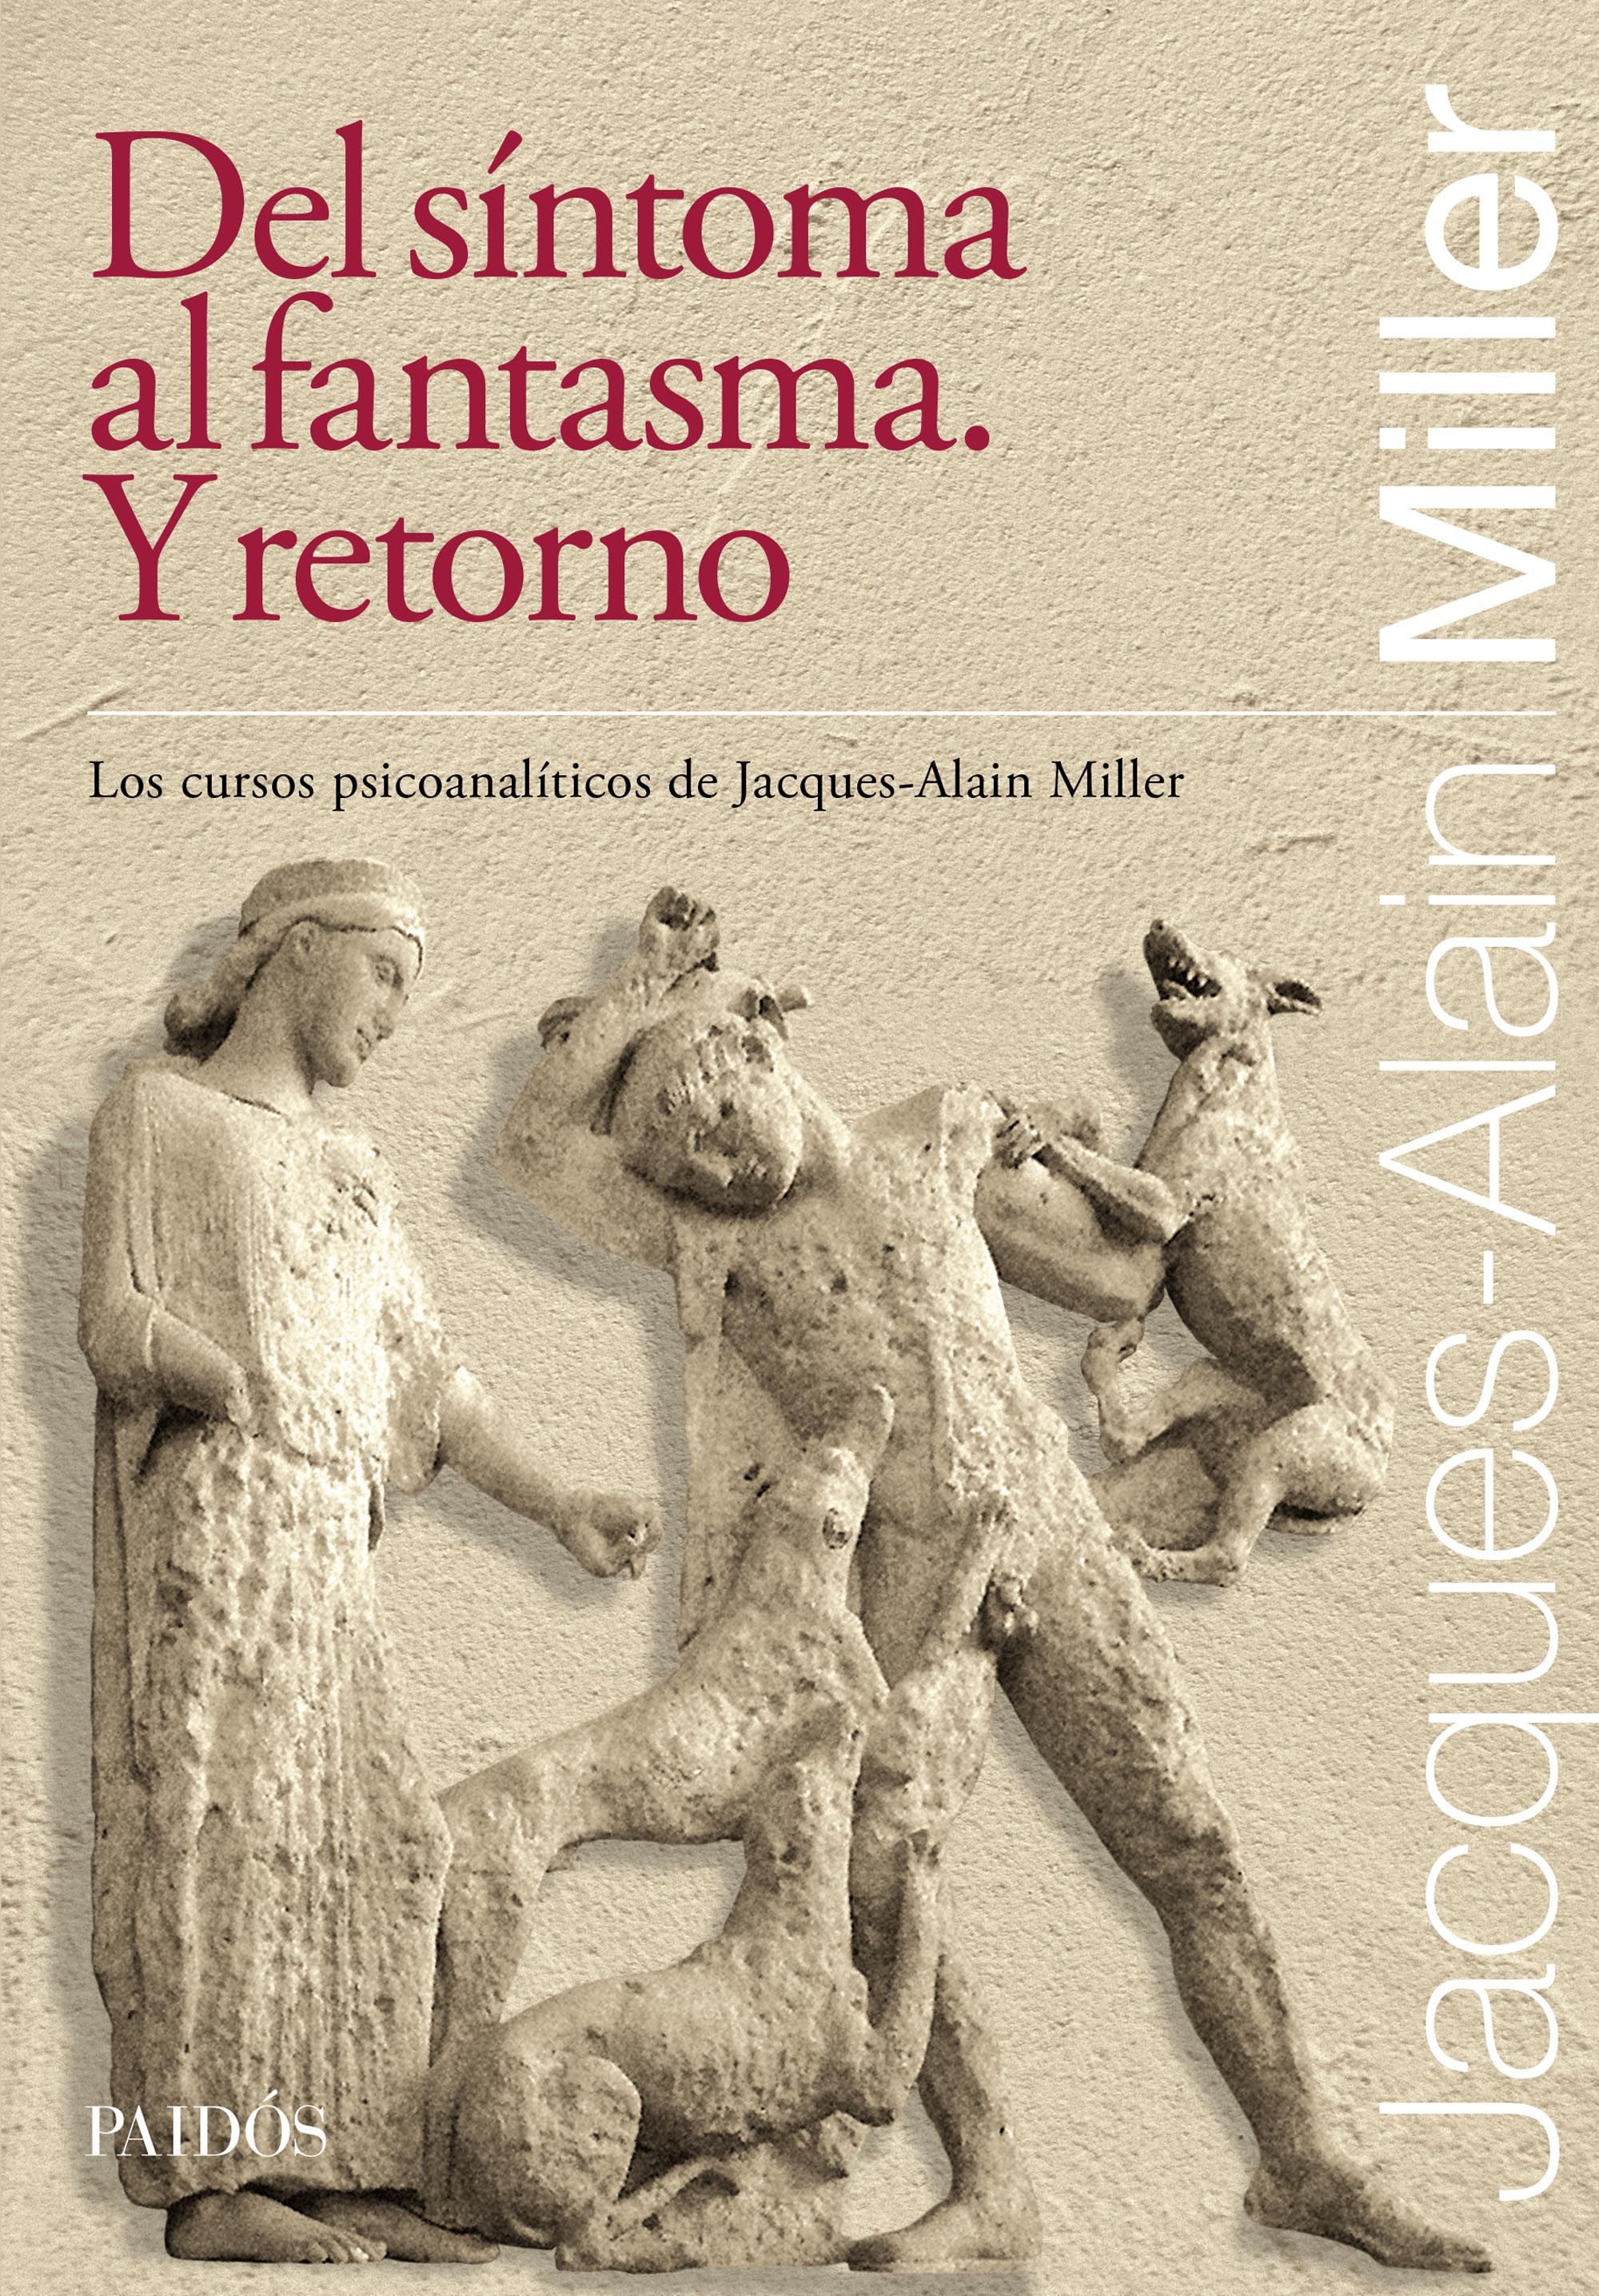 Del síntoma
al fantasma.
Y retorno
Los cursos psicoanalíticos de Jacques-Alain Miller
Jacques-Alain Miller
PAIDÓS